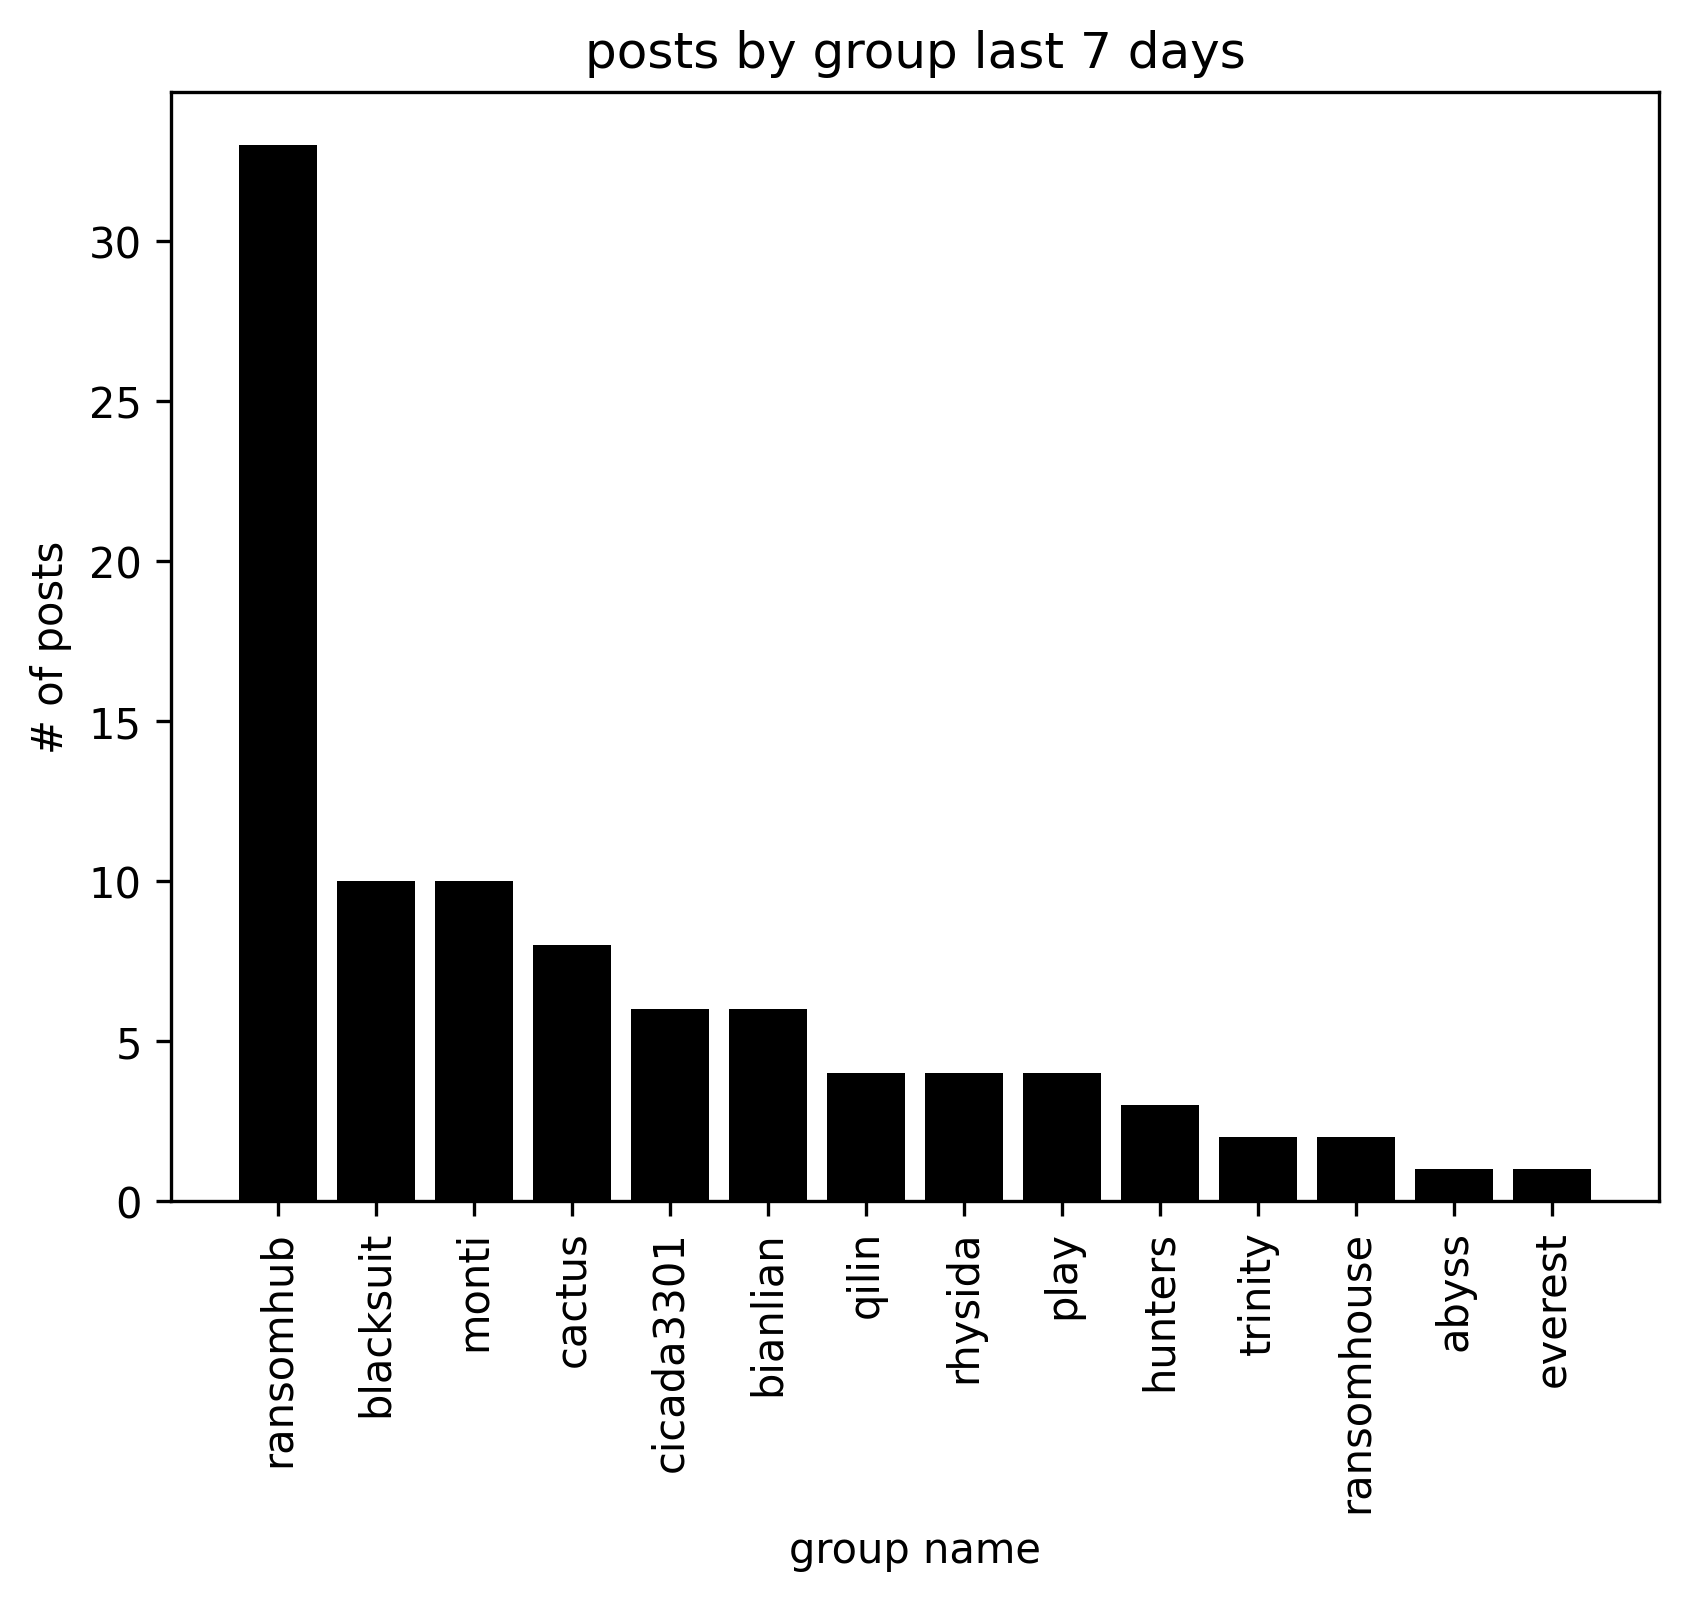 posts by group last 7 days
# of posts
30
25
20
15
10
5
0
ransomhub
blacksuit
monti
cactus
cicada3301
bianlian
qilin
rhysida
play
hunters
trinity
ransomhouse
abyss
everest
group name